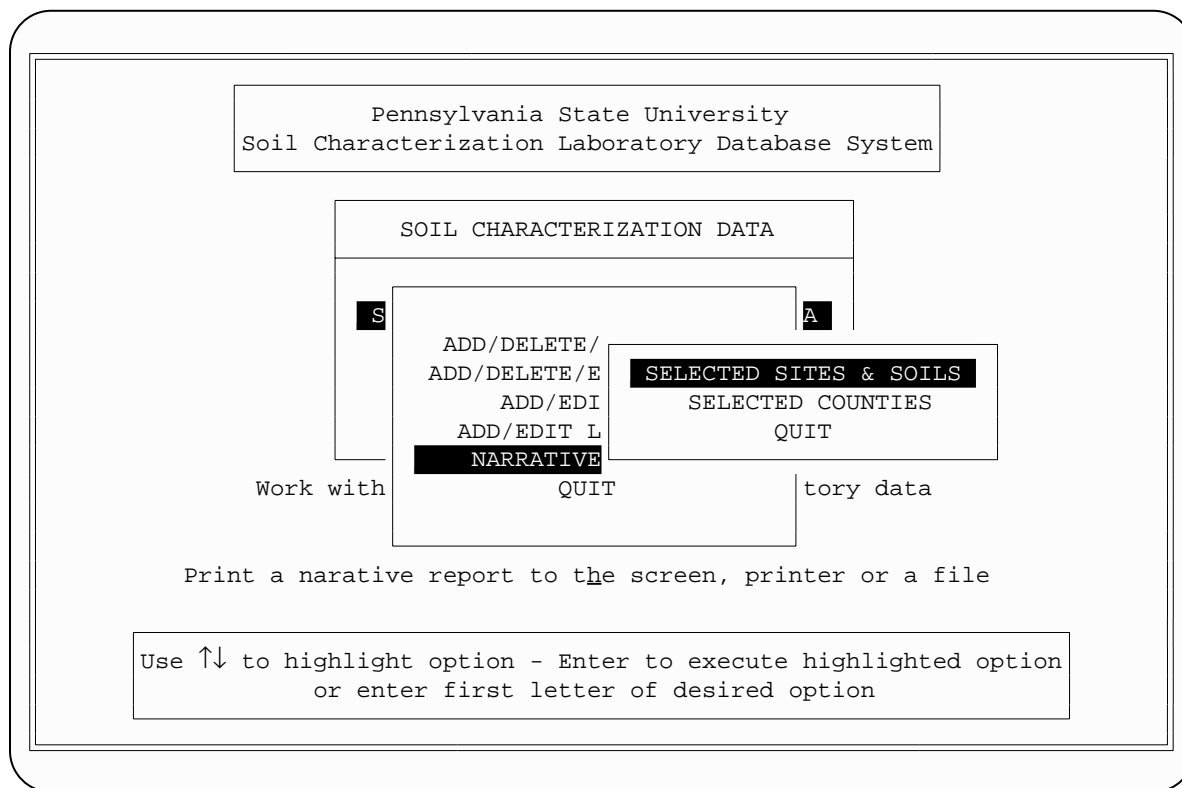 Pennsylvania State University
Soil Characterization Laboratory Database System
SOIL CHARACTERIZATION DATA
S A
ADD/DELETE/
ADD/DELETE/E SELECTED SITES & SOILS
ADD/EDI SELECTED COUNTIES
ADD/EDIT L QUIT
NARRATIVE
Work with QUIT tory data
Print a narative report to the screen, printer or a file
Use ↑↓ to highlight option - Enter to execute highlighted option
or enter first letter of desired option